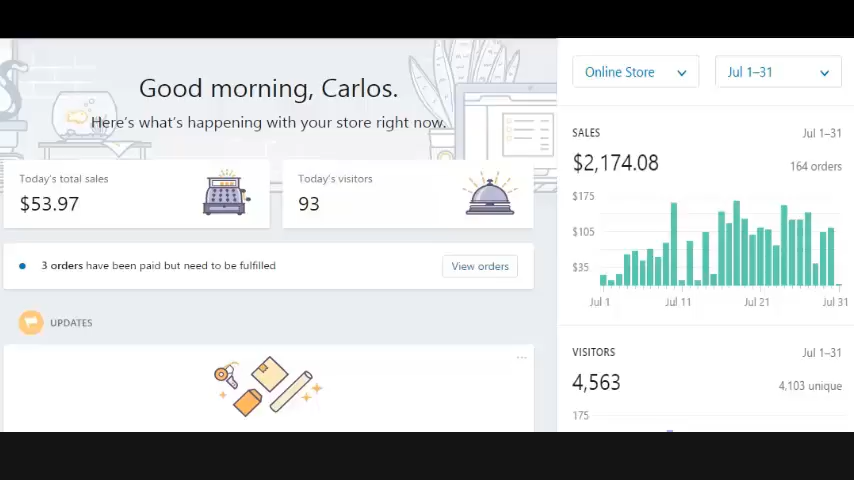 Good morning, Carlos.
Here's what's happening with your store right now.
Today's total sales
$53.97
Today's visitors
93
3 orders have been paid but need to be fulfilled
View orders
UPDATES
Online Store
Jul 1–31
SALES
Jul 1–31
$2,174.08
164 orders
$175
$105
$35
Jul 1
Jul 11
Jul 21
Jul 31
VISITORS
Jul 1–31
4,563
4,103 unique
175